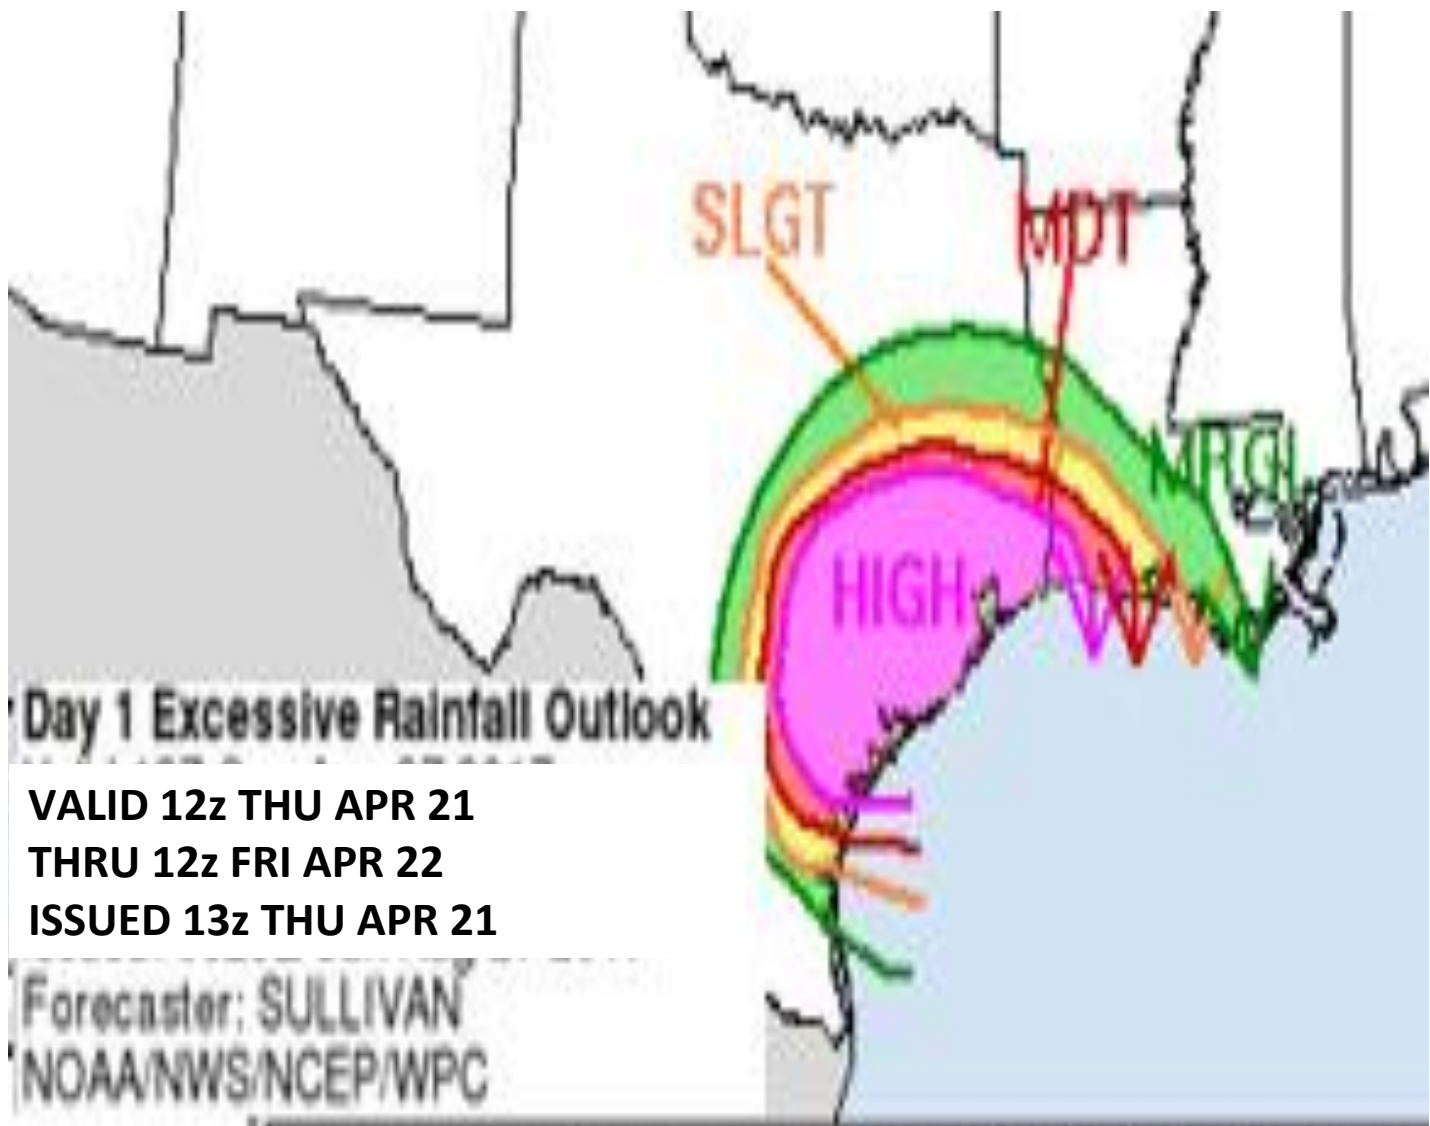 SLGT
MDT
MRGL
HIGH
Day 1 Excessive Rainfall Outlook
VALID 12z THU APR 21
THRU 12z FRI APR 22
ISSUED 13z THU APR 21
Forecaster: SULLIVAN
NOAA/NWS/NCEP/WPC